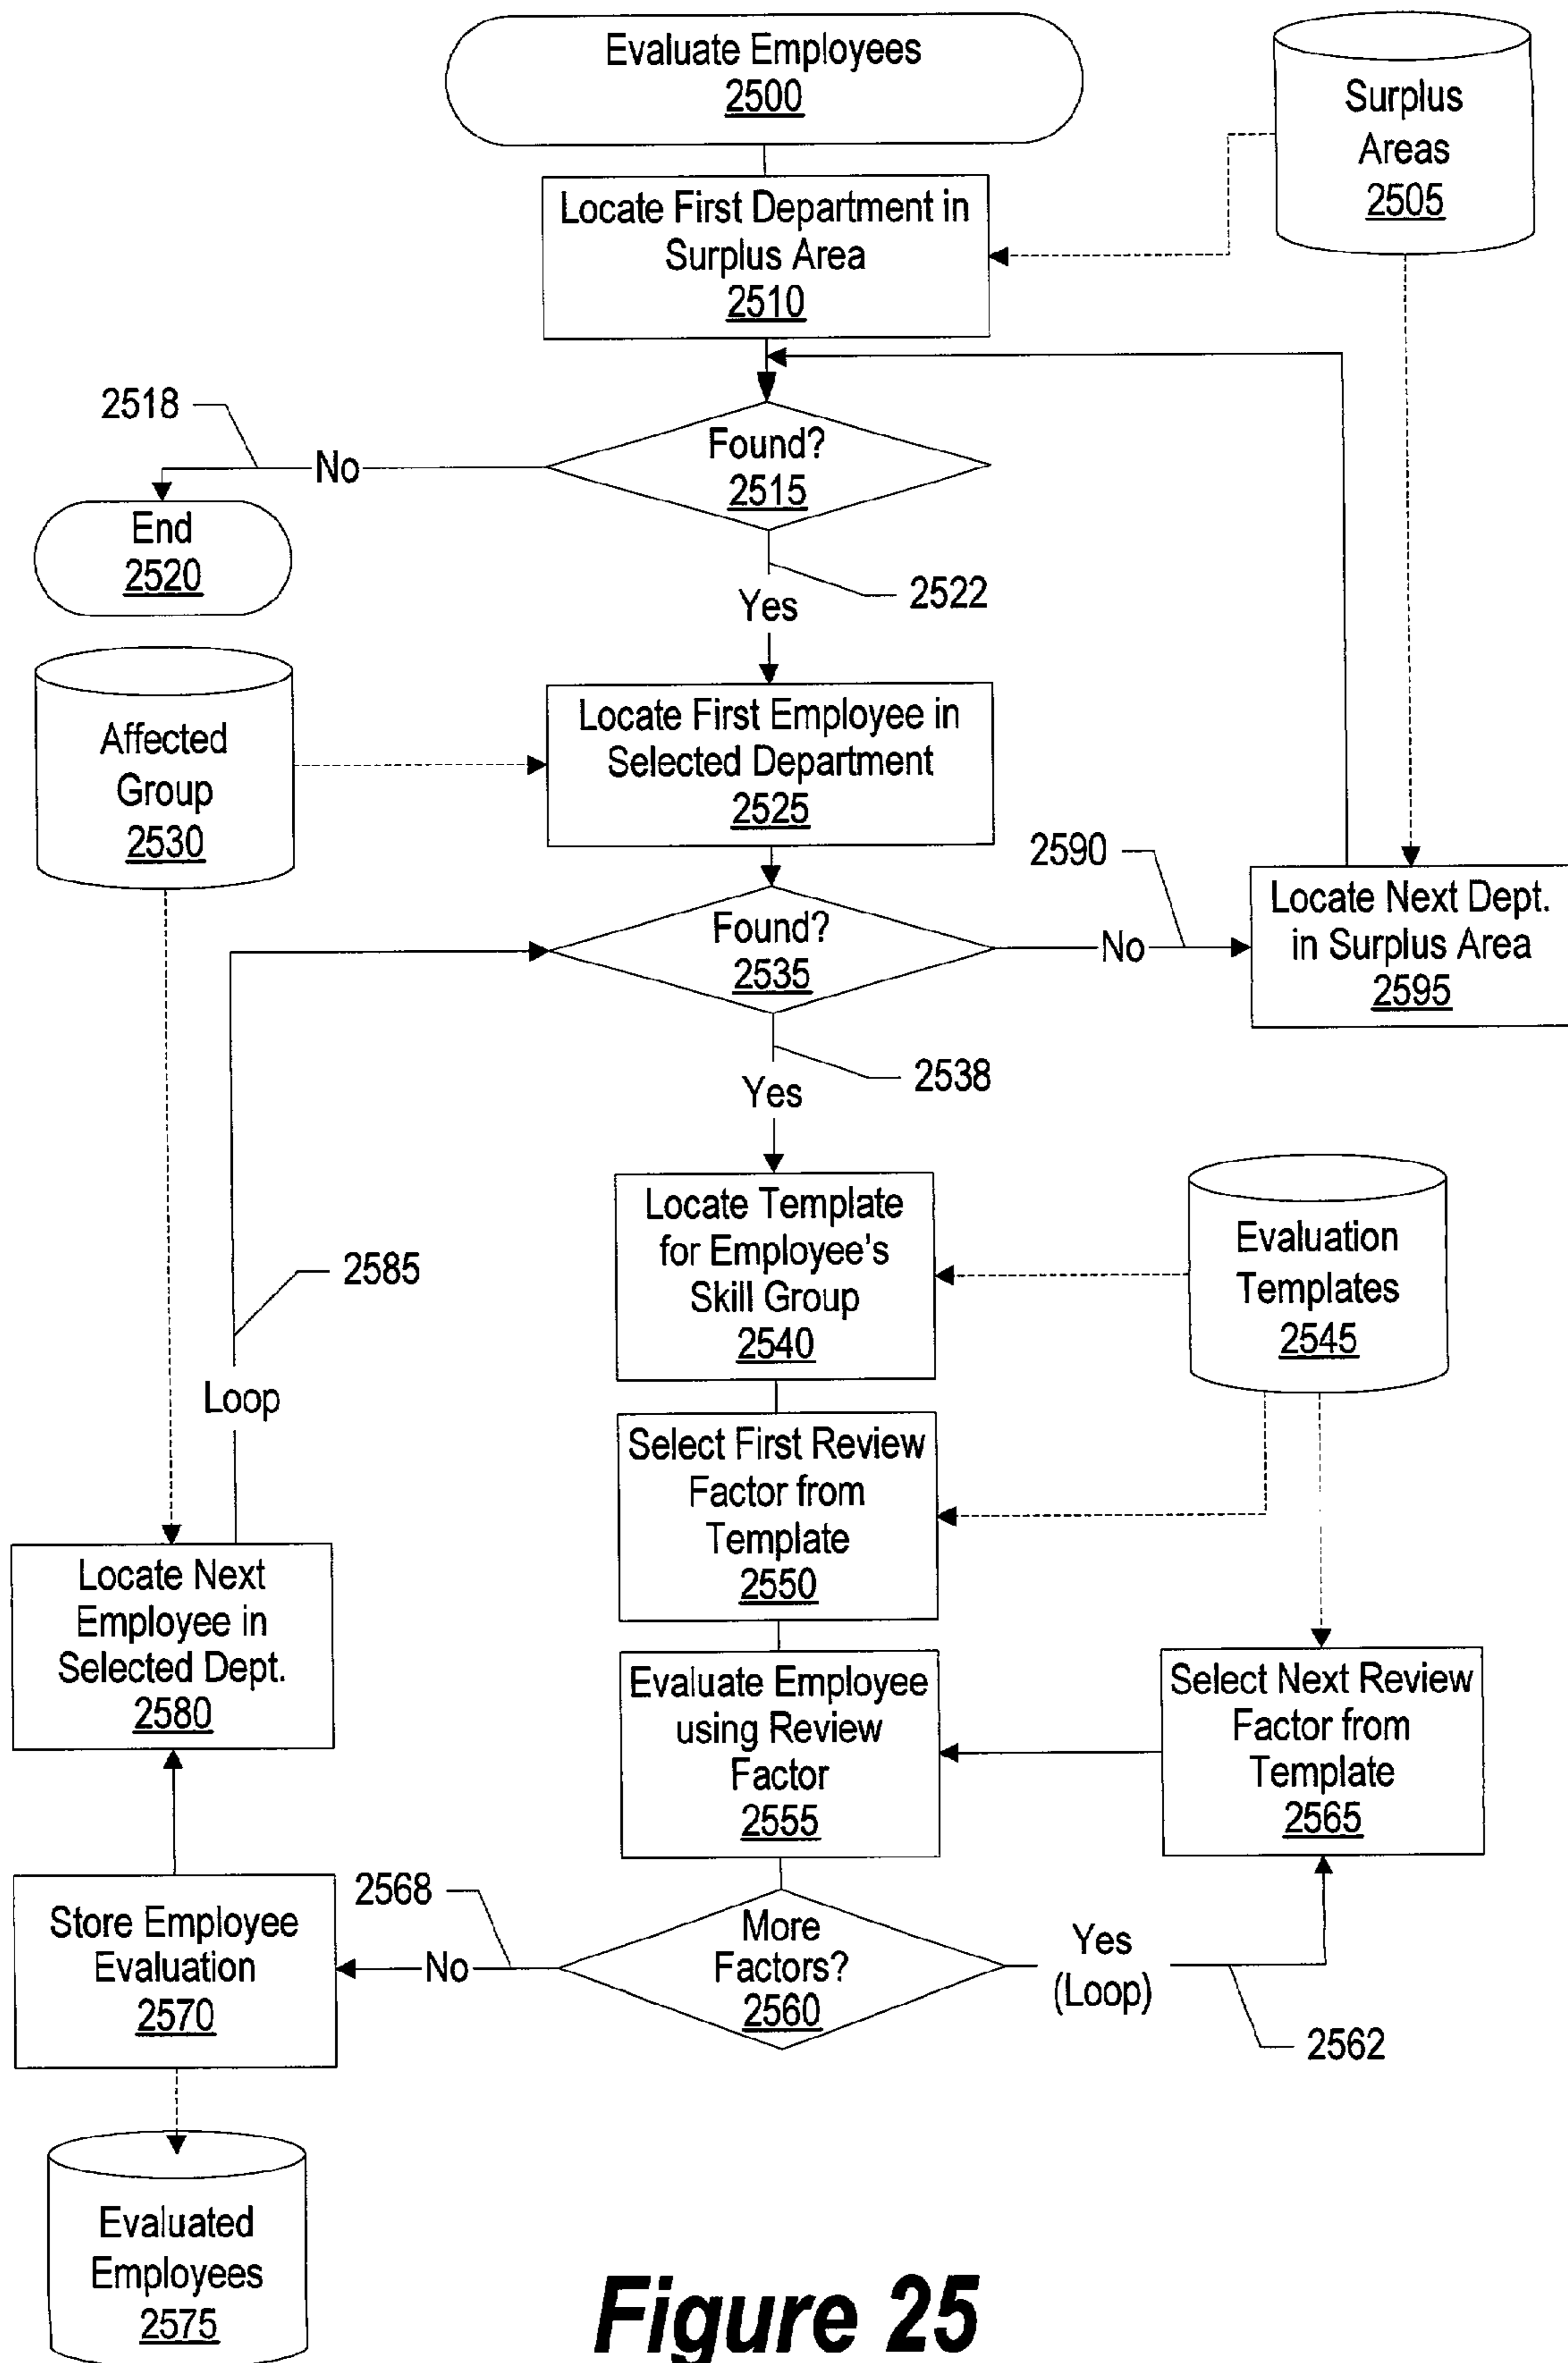 Evaluate Employees
2500
Surplus
Areas
2505
Locate First Department in
Surplus Area
2510
2518
No
Found?
2515
End
2520
2522
Yes
Affected
Group
2530
Locate First Employee in
Selected Department
2525
2590
Found?
2535
No
Locate Next Dept.
in Surplus Area
2595
2538
Yes
Locate Template
for Employee's
Skill Group
2540
Evaluation
Templates
2545
2585
Loop
Select First Review
Factor from
Template
2550
Locate Next
Employee in
Selected Dept.
2580
Evaluate Employee
using Review
Factor
2555
Select Next Review
Factor from
Template
2565
2568
Store Employee
Evaluation
2570
No
More
Factors?
2560
Yes
(Loop)
2562
Evaluated
Employees
2575
Figure 25